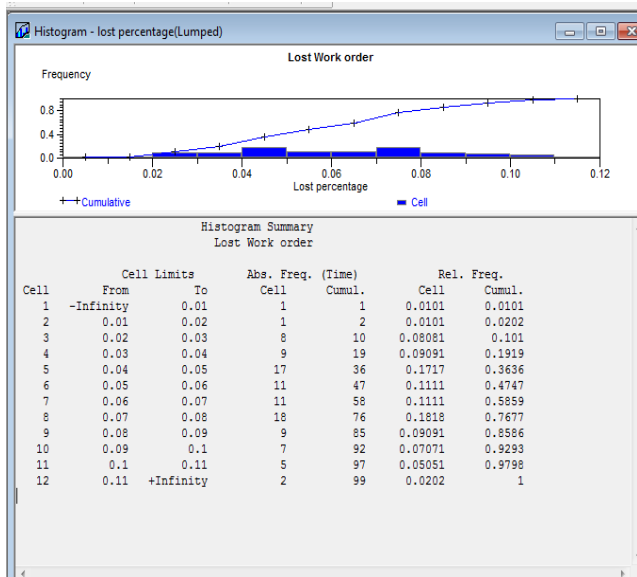 Histogram - lost percentage(Lumped)
Lost Work order
Frequency
0.8
0.4
0.0
0.00 0.02 0.04 0.06 0.08 0.10 0.12
Lost percentage
Cumulative Cell
Histogram Summary
Lost Work order
Cell Limits Abs. Freq. (Time) Rel. Freq.
Cell From To Cell Cumul. Cell Cumul.
1 -Infinity 0.01 1 1 0.0101 0.0101
2 0.01 0.02 1 2 0.0101 0.0202
3 0.02 0.03 8 10 0.08081 0.101
4 0.03 0.04 9 19 0.09091 0.1919
5 0.04 0.05 17 36 0.1717 0.3636
6 0.05 0.06 11 47 0.1111 0.4747
7 0.06 0.07 11 58 0.1111 0.5859
8 0.07 0.08 18 76 0.1818 0.7677
9 0.08 0.09 9 85 0.09091 0.8586
10 0.09 0.1 7 92 0.07071 0.9293
11 0.1 0.11 5 97 0.05051 0.9798
12 0.11 +Infinity 2 99 0.0202 1